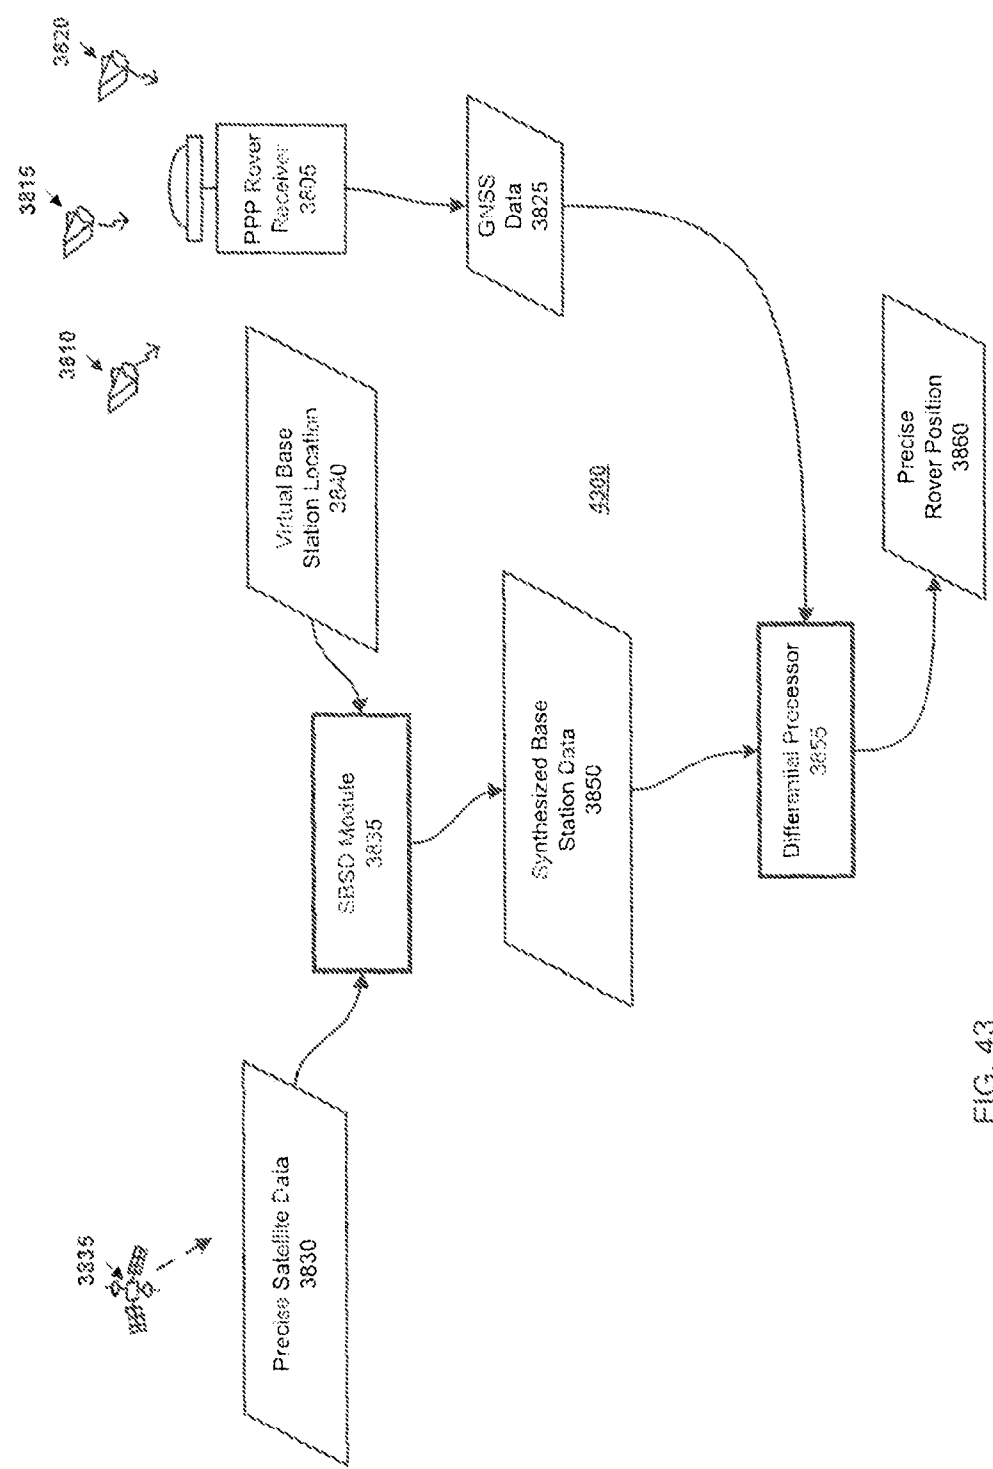 3835
3810
3815
3820
PPP Rover
Receiver
3805
Precise Satellite Data
3830
Virtual Base
Station Location
3840
SBSD Module
3835
GNSS
Data
3825
Synthesized Base
Station Data
3850
4300
Differential Processor
3855
Precise
Rover Position
3860
FIG. 43